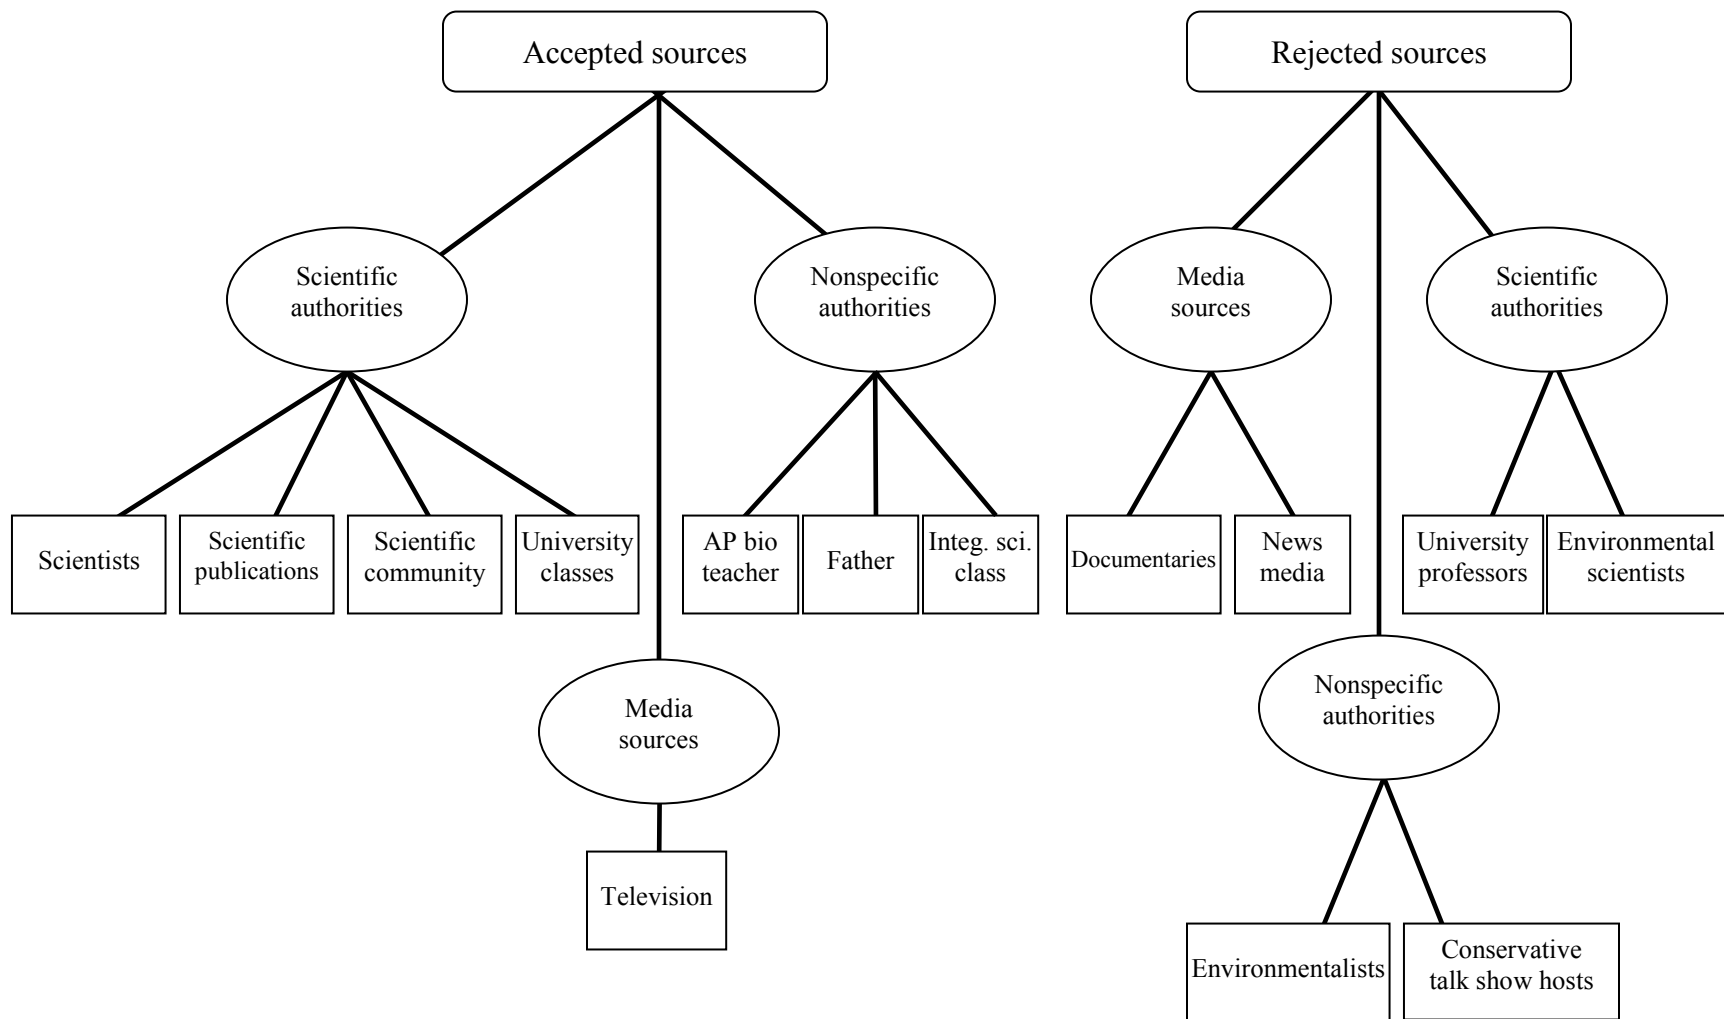 Accepted sources
Rejected sources
Scientific
authorities
Nonspecific
authorities
Media
sources
Scientific
authorities
Scientists
Scientific
publications
Scientific
community
University
classes
AP bio
teacher
Father
Integ. sci.
class
Documentaries
News
media
University
professors
Environmental
scientists
Media
sources
Nonspecific
authorities
Television
Environmentalists
Conservative
talk show hosts